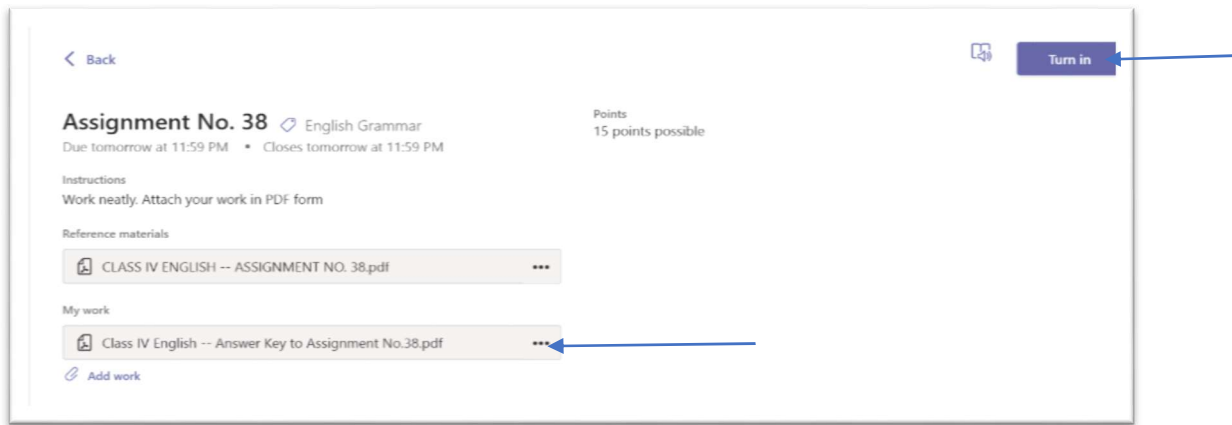 Back
Turn in
Assignment No. 38 English Grammar
Due tomorrow at 11:59 PM • Closes tomorrow at 11:59 PM
Points
15 points possible
Instructions
Work neatly. Attach your work in PDF form
Reference materials
CLASS IV ENGLISH -- ASSIGNMENT NO. 38.pdf
My work
Class IV English -- Answer Key to Assignment No.38.pdf
Add work